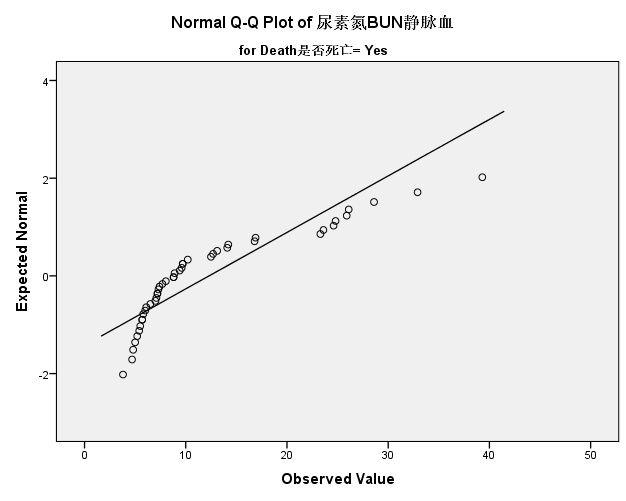 Normal Q-Q Plot of 尿素氮BUN静脉血
for Death是否死亡= Yes
Expected Normal
4
2
0
-2
0 10 20 30 40 50
Observed Value